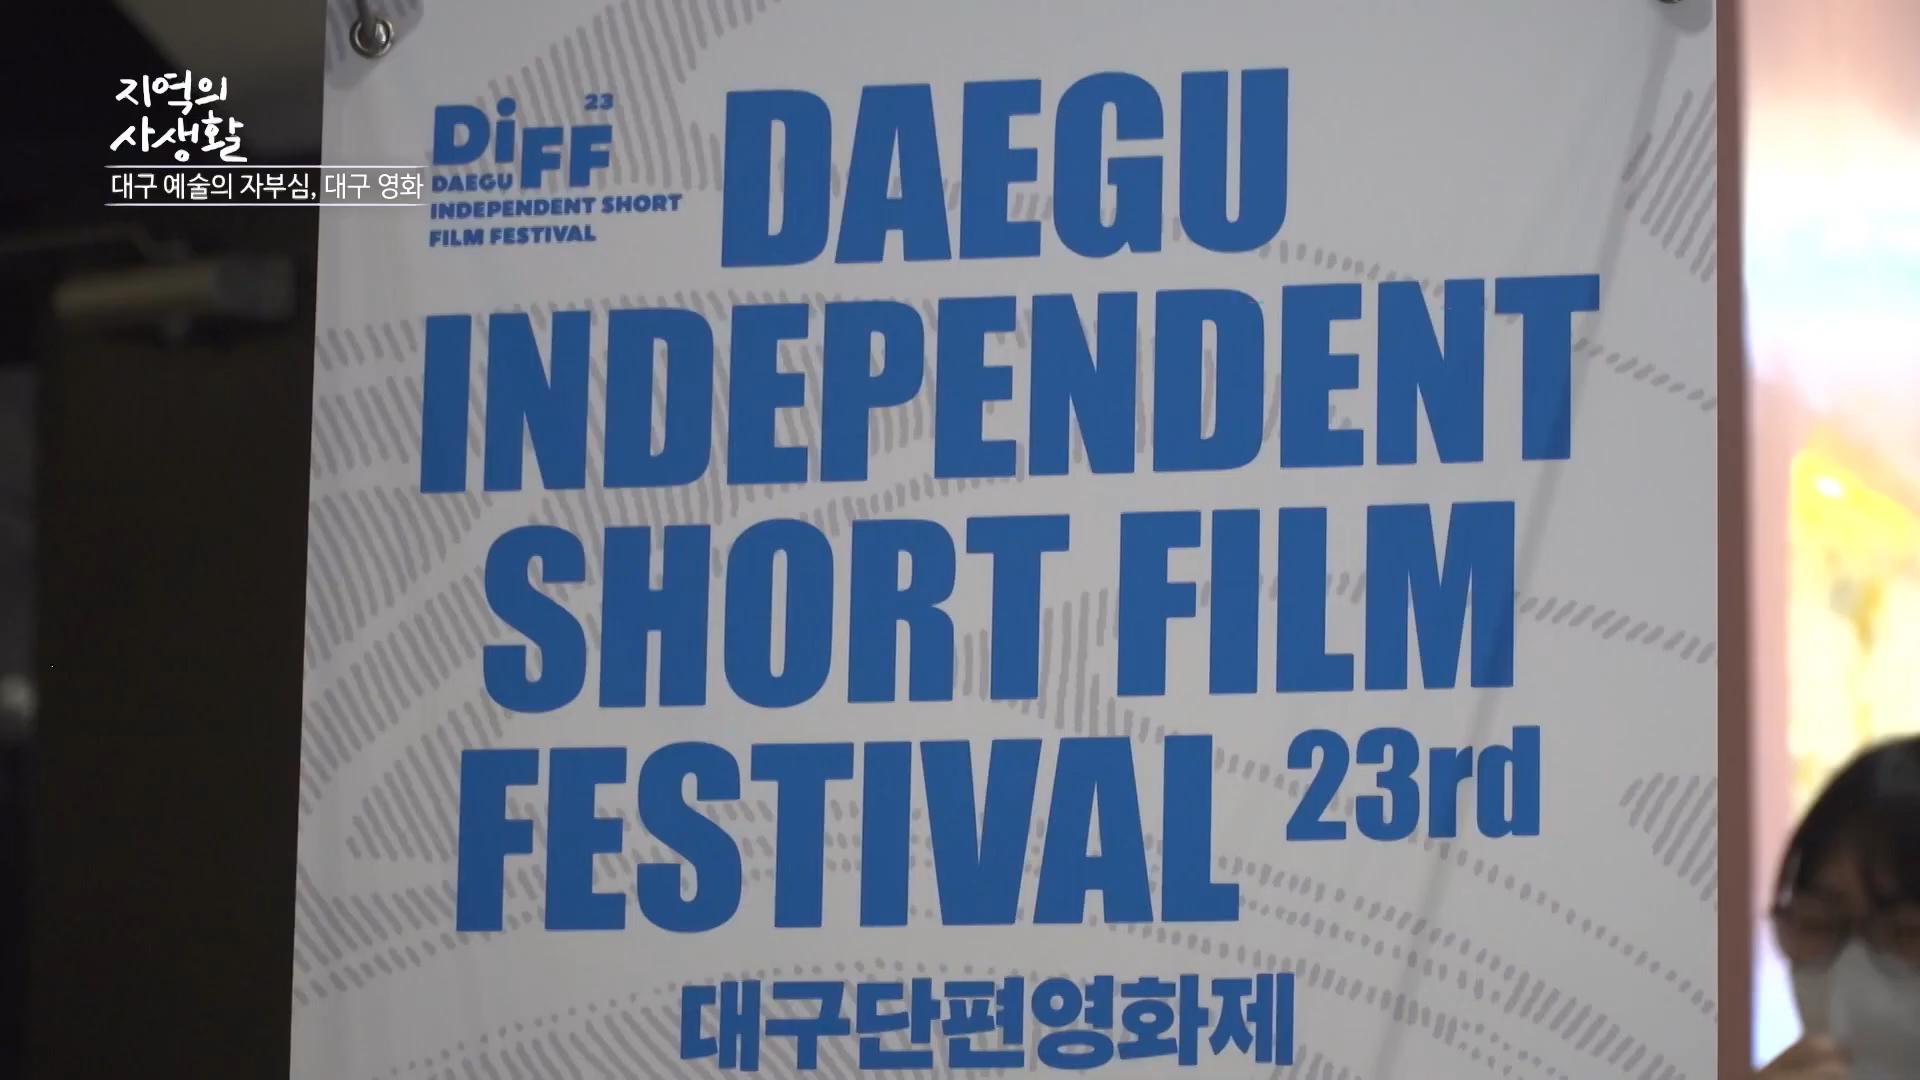 지역의
사생활
대구 예술의 자부심, 대구 영화
DiFF 23
DAEGU
INDEPENDENT SHORT
FILM FESTIVAL
DAEGU
INDEPENDENT
SHORT FILM
FESTIVAL 23rd
대구단편영화제